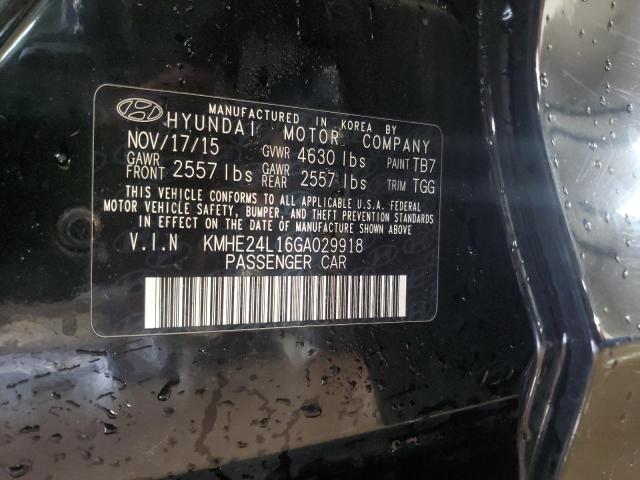 MANUFACTURED IN KOREA BY
HYUNDAI MOTOR COMPANY
NOV/17/15 GVWR 4630 lbs PAINT TB7
GAWR FRONT 2557 lbs GAWR REAR 2557 lbs TRIM TGG
THIS VEHICLE CONFORMS TO ALL APPLICABLE U.S.A. FEDERAL
MOTOR VEHICLE SAFETY, BUMPER, AND THEFT PREVENTION STANDARDS
IN EFFECT ON THE DATE OF MANUFACTURE SHOWN ABOVE.
V.I.N KMHE24L16GA029918
PASSENGER CAR